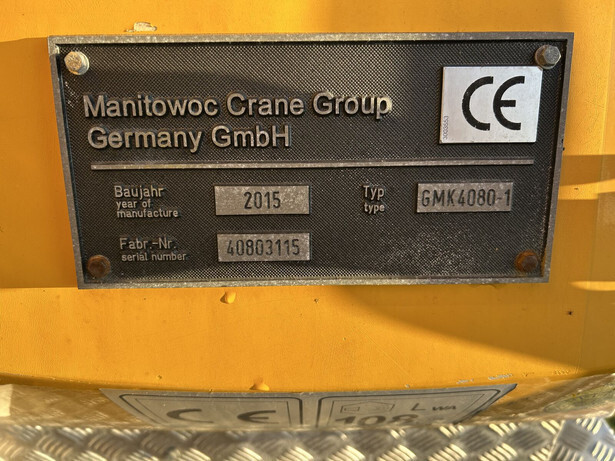 Manitowoc Crane Group
Germany GmbH
CE
Baujahr
year of
manufacture
2015
Typ
type
GMK4080-1
Fabr.-Nr.
serial number
40803115
CE
L